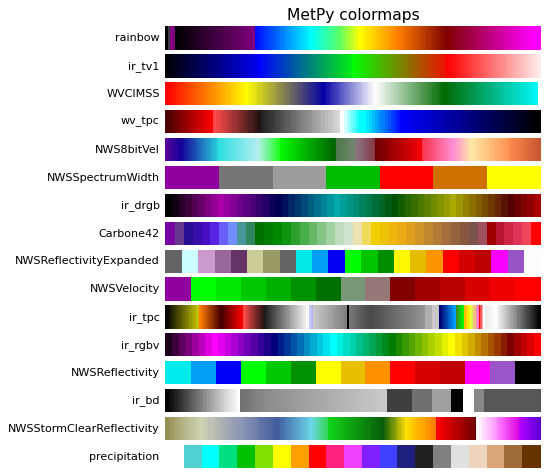 MetPy colormaps
rainbow
ir_tv1
WVCIMSS
wv_tpc
NWS8bitVel
NWSSpectrumWidth
ir_drgb
Carbone42
NWSReflectivityExpanded
NWSVelocity
ir_tpc
ir_rgbv
NWSReflectivity
ir_bd
NWSStormClearReflectivity
precipitation